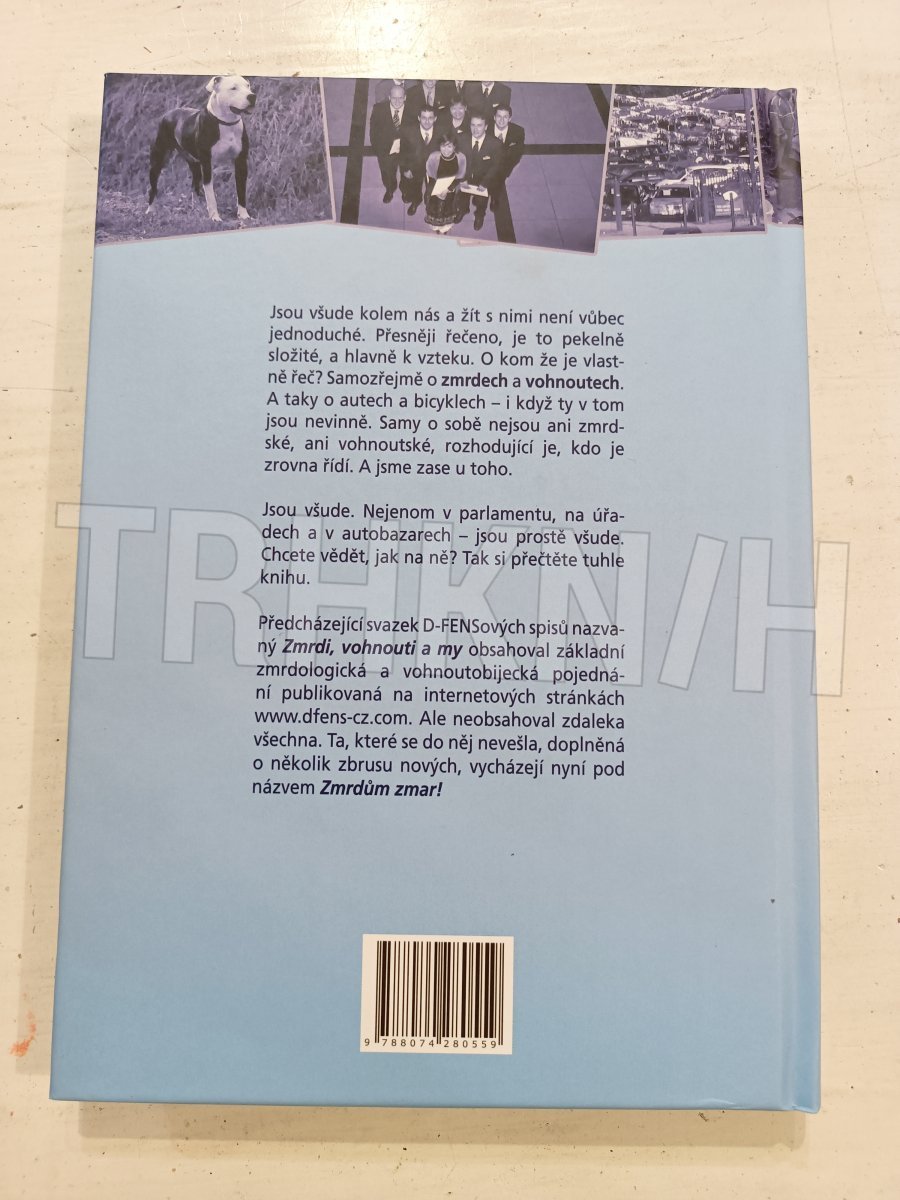 Jsou všude kolem nás a žít s nimi není vůbec
jednoduché. Přesněji řečeno, je to pekelně
složité, a hlavně k vzteku. O kom že je vlast-
ně řeč? Samozřejmě o zmrdech a vohnoutech.
A taky o autech a bicyklech – i když ty v tom
jsou nevinně. Samy o sobě nejsou ani zmrd-
ské, ani vohnoutské, rozhodující je, kdo je
zrovna řídí. A jsme zase u toho.
Jsou všude. Nejenom v parlamentu, na úřa-
dech a v autobazarech – jsou prostě všude.
Chcete vědět, jak na ně? Tak si přečtěte tuhle
knihu.
TRHKN/H
Předcházející svazek D-FENSových spisů nazva-
ný Zmrdi, vohnouti a my obsahoval základní
zmrdologická a vohnoutobijecká pojedná-
ní publikovaná na internetových stránkách
www.dfens-cz.com. Ale neobsahoval zdaleka
všechna. Ta, které se do něj nevešla, doplněná
o několik zbrusu nových, vycházejí nyní pod
názvem Zmrdům zmar!
9 788074 280559